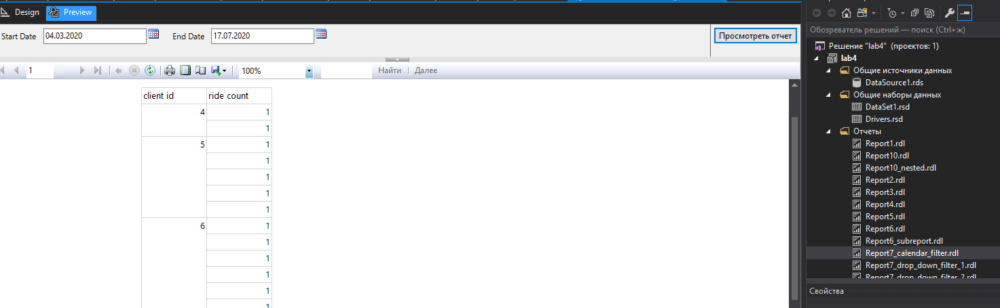 Design Preview
Start Date 04.03.2020 End Date 17.07.2020 Просмотреть отчет
1 100% Найти | Далее
client id ride count
4 1
1
5 1
1
1
1
1
6 1
1
1
1
1
1
Обозреватель решений — поиск (Ctrl+ж)
Решение "lab4" (проектов: 1)
lab4
Общие источники данных
DataSource1.rds
Общие наборы данных
DataSet1.rsd
Drivers.rsd
Отчеты
Report1.rdl
Report10.rdl
Report10_nested.rdl
Report2.rdl
Report3.rdl
Report4.rdl
Report5.rdl
Report6.rdl
Report6_subreport.rdl
Report7_calendar_filter.rdl
Report7_drop_down_filter_1.rdl
Report7_drop_down_filter_2.rdl
Свойства